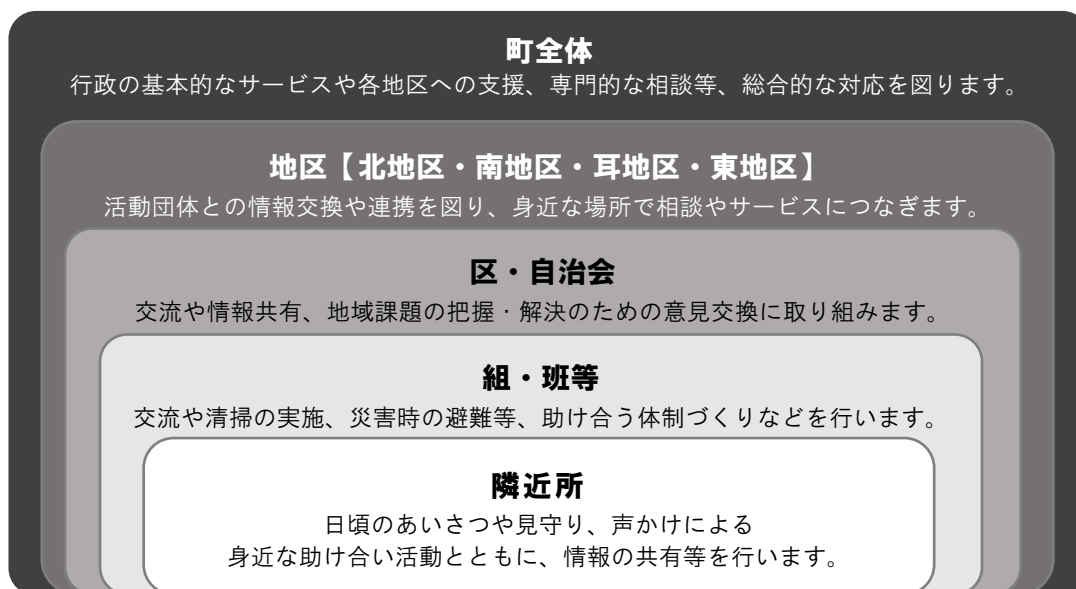 町全体
行政の基本的なサービスや各地区への支援、専門的な相談等、総合的な対応を図ります。
地区【北地区・南地区・耳地区・東地区】
活動団体との情報交換や連携を図り、身近な場所で相談やサービスにつなぎます。
区・自治会
交流や情報共有、地域課題の把握・解決のための意見交換に取り組みます。
組・班等
交流や清掃の実施、災害時の避難等、助け合う体制づくりなどを行います。
隣近所
日頃のあいさつや見守り、声かけによる
身近な助け合い活動とともに、情報の共有等を行います。